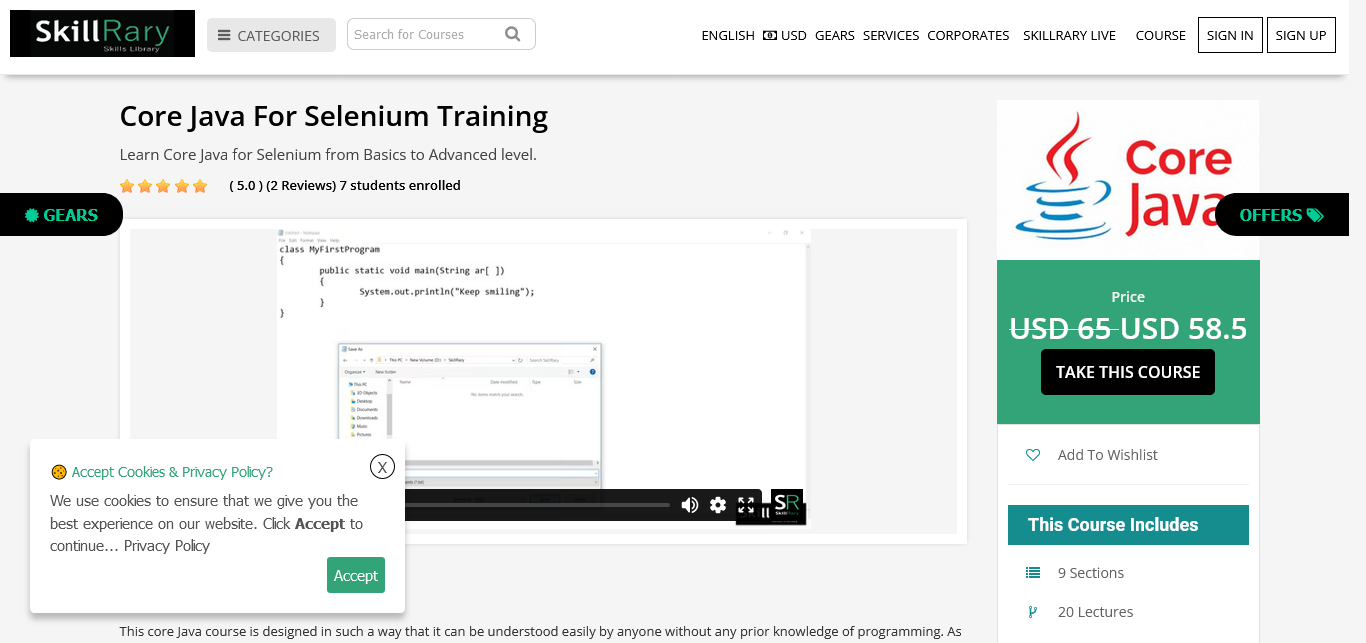 SkillRary
Skills Library
CATEGORIES
Search for Courses
ENGLISH USD GEARS SERVICES CORPORATES SKILLRARY LIVE COURSE SIGN IN SIGN UP
Core Java For Selenium Training
Learn Core Java for Selenium from Basics to Advanced level.
( 5.0 ) (2 Reviews) 7 students enrolled
GEARS
class MyFirstProgram
{
public static void main(String ar[ ])
{
System.out.println("Keep smiling");
}
}
Save As
This PC > New Volume (D:) > SkillRary
Search SkillRary
Organize New folder
Name Date modified Type Size
No items match your search.
This PC
3D Objects
Desktop
Documents
Downloads
Music
Pictures
SR
SkillRary
Accept Cookies & Privacy Policy?
X
We use cookies to ensure that we give you the
best experience on our website. Click Accept to
continue... Privacy Policy
Accept
This core Java course is designed in such a way that it can be understood easily by anyone without any prior knowledge of programming. As
Core
Java
OFFERS
Price
USD 65 USD 58.5
TAKE THIS COURSE
Add To Wishlist
This Course Includes
9 Sections
20 Lectures